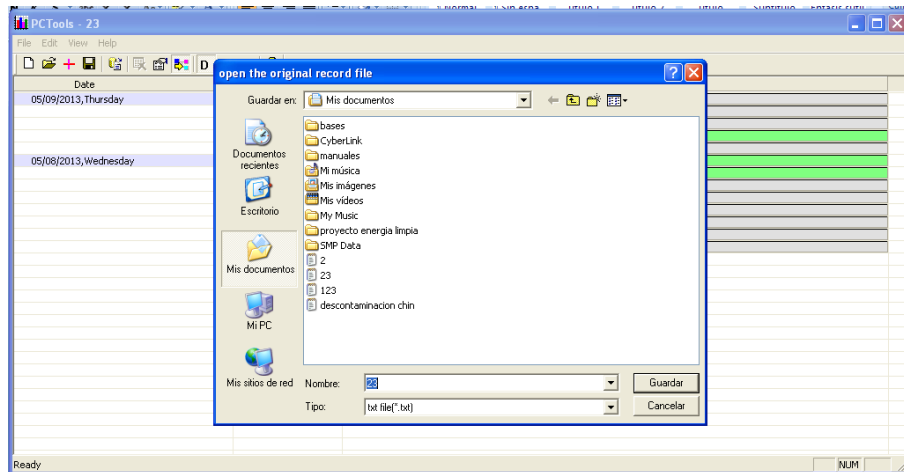 PCTools - 23
File Edit View Help
D
Date
05/09/2013,Thursday
05/08/2013,Wednesday
open the original record file
Guardar en:
Mis documentos
Documentos
recientes
Escritorio
Mis documentos
Mi PC
Mis sitios de red
bases
CyberLink
manuales
Mi música
Mis imágenes
Mis vídeos
My Music
proyecto energia limpia
SMP Data
2
23
123
descontaminacion chin
Nombre:
23
Guardar
Tipo:
txt file(*.txt)
Cancelar
Ready
NUM